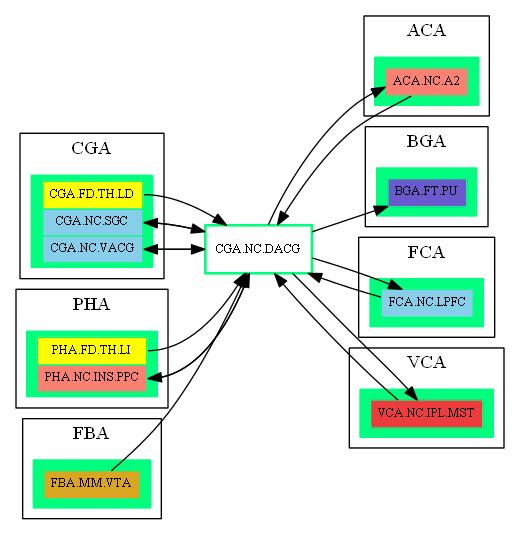 ACA
ACA.NC.A2
BGA
BGA.FT.PU
CGA
CGA.FD.TH.LD
CGA.NC.SGC
CGA.NC.VACG
CGA.NC.DACG
FCA
FCA.NC.LPFC
PHA
PHA.FD.TH.LI
PHA.NC.INS.PPC
VCA
VCA.NC.IPL.MST
FBA
FBA.MM.VTA